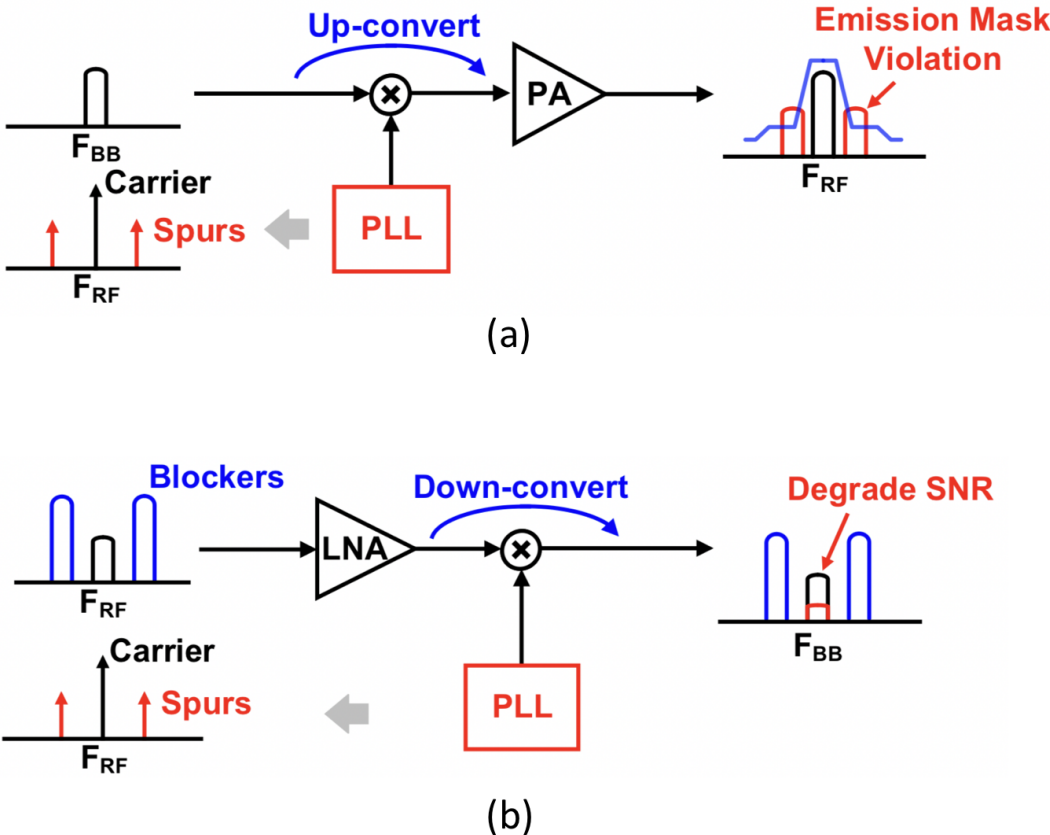 Up-convert
Emission Mask
Violation
PA
F_BB
Carrier
Spurs
PLL
F_RF
F_RF
(a)
Blockers
Down-convert
Degrade SNR
LNA
F_RF
Carrier
F_BB
Spurs
PLL
F_RF
(b)